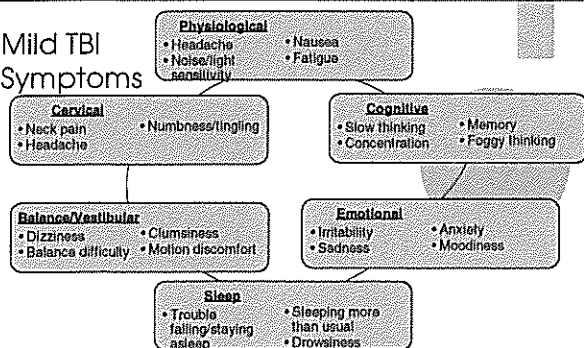 Mild TBI
Symptoms
Physiological
• Headache
• Noise/light
sensitivity
• Nausea
• Fatigue
Cervical
• Neck pain
• Headache
• Numbness/tingling
Cognitive
• Slow thinking
• Concentration
• Memory
• Foggy thinking
Balance/Vestibular
• Dizziness
• Balance difficulty
• Clumsiness
• Motion discomfort
Emotional
• Irritability
• Sadness
• Anxiety
• Moodiness
Sleep
• Trouble
falling/staying
asleep
• Sleeping more
than usual
• Drowsiness